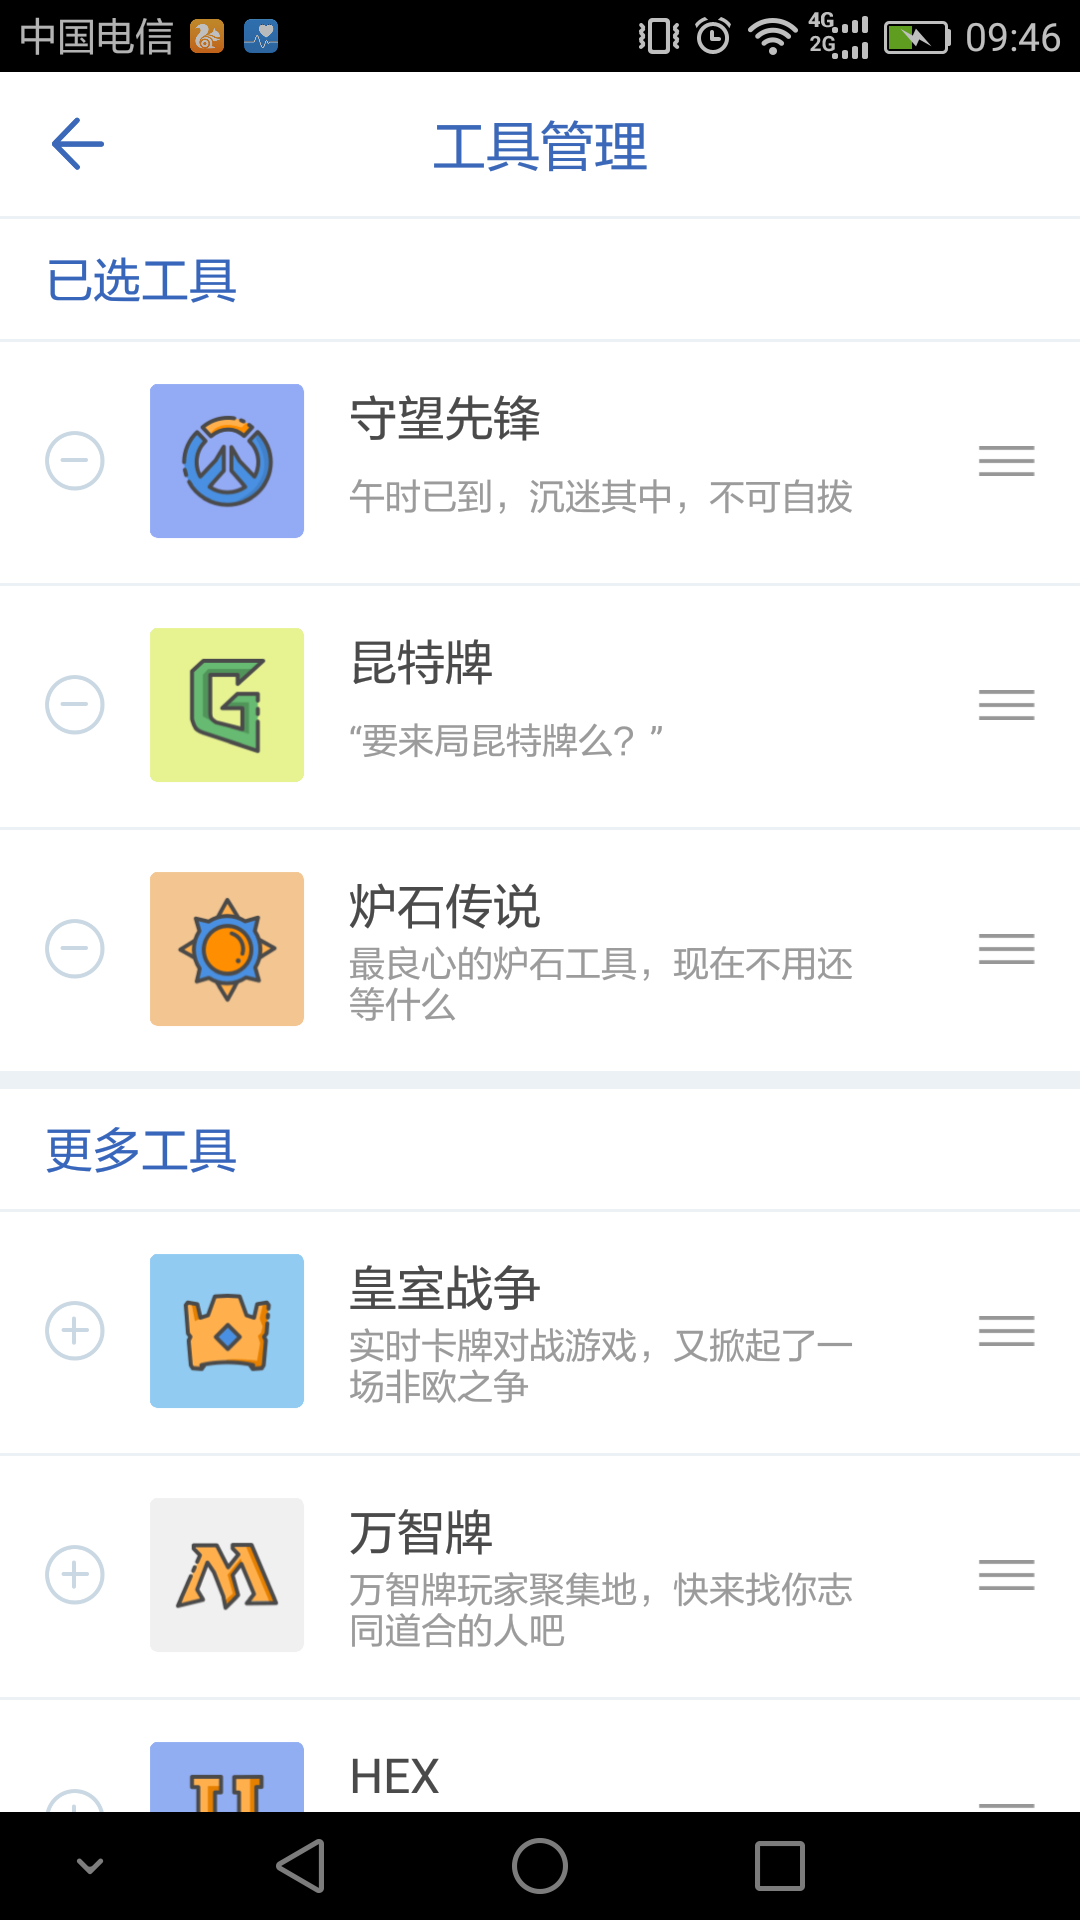 中国电信 4G 2G 09:46
工具管理
已选工具
守望先锋
午时已到，沉迷其中，不可自拔
昆特牌
“要来局昆特牌么？”
炉石传说
最良心的炉石工具，现在不用还
等什么
更多工具
皇室战争
实时卡牌对战游戏，又掀起了一
场非欧之争
万智牌
万智牌玩家聚集地，快来找你志
同道合的人吧
HEX